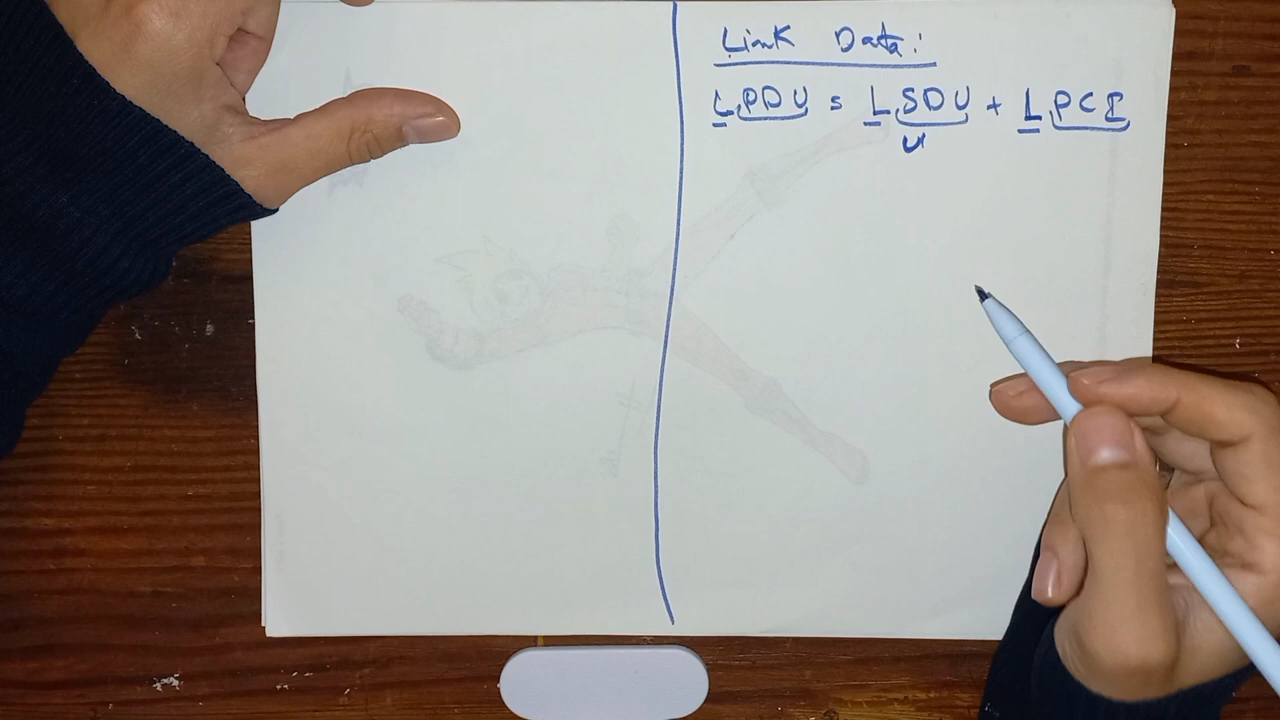 Link Data:
LPDU = LSDU + LPCI